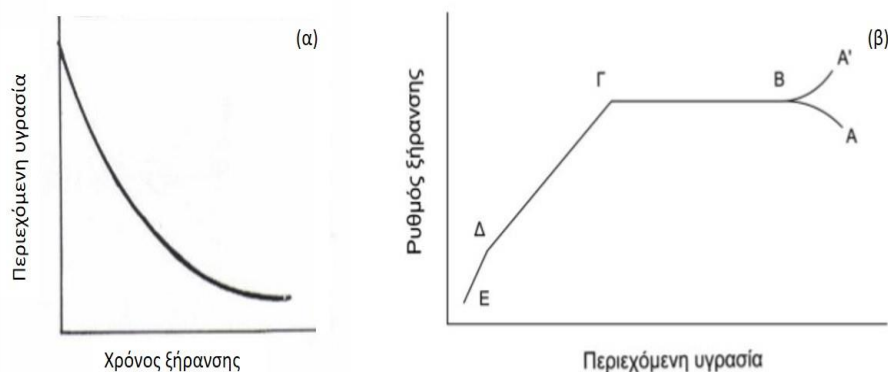 (α)
Περιεχόμενη υγρασία
Χρόνος ξήρανσης
(β)
Ρυθμός ξήρανσης
Α'
Γ
Β
Α
Δ
Ε
Περιεχόμενη υγρασία